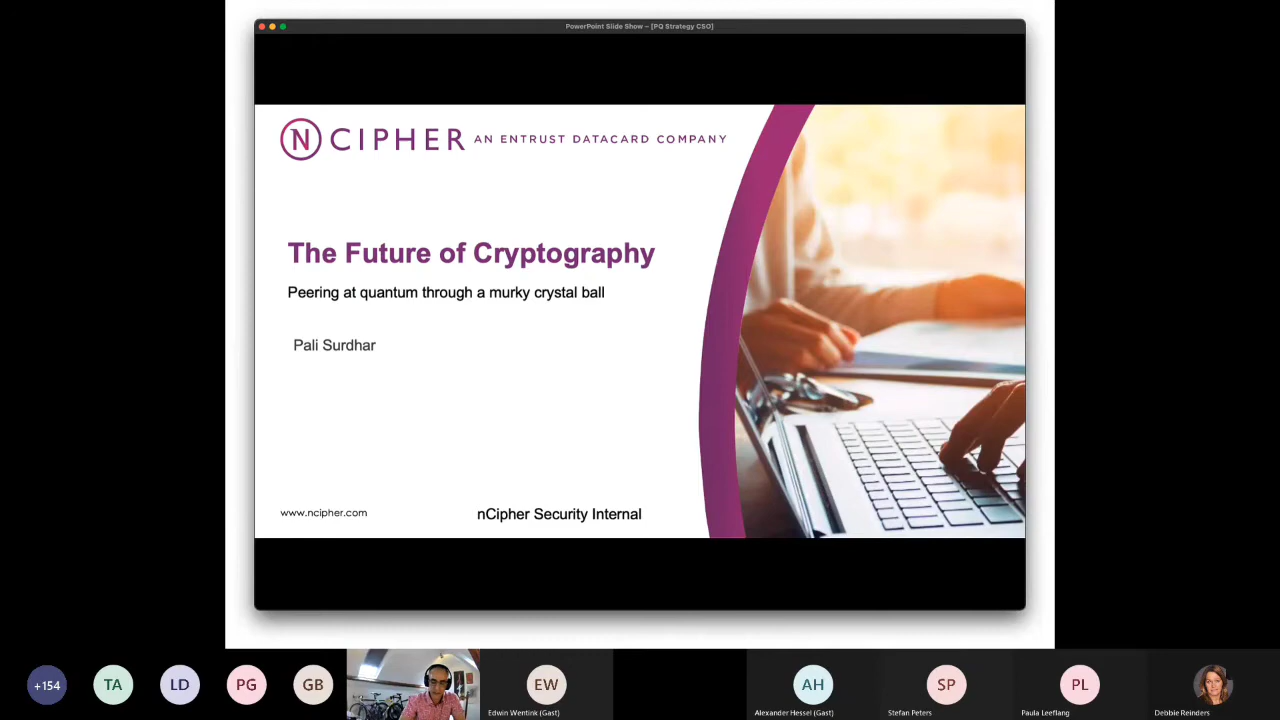 PowerPoint Slide Show – [PQ Strategy CSO]
N CIPHER AN ENTRUST DATACARD COMPANY
The Future of Cryptography
Peering at quantum through a murky crystal ball
Pali Surdhar
www.ncipher.com
nCipher Security Internal
+154
TA
LD
PG
GB
EW
AH
SP
PL
Edwin Wentink (Gast)
Alexander Hessel (Gast)
Stefan Peters
Paula Leeflang
Debbie Reinders